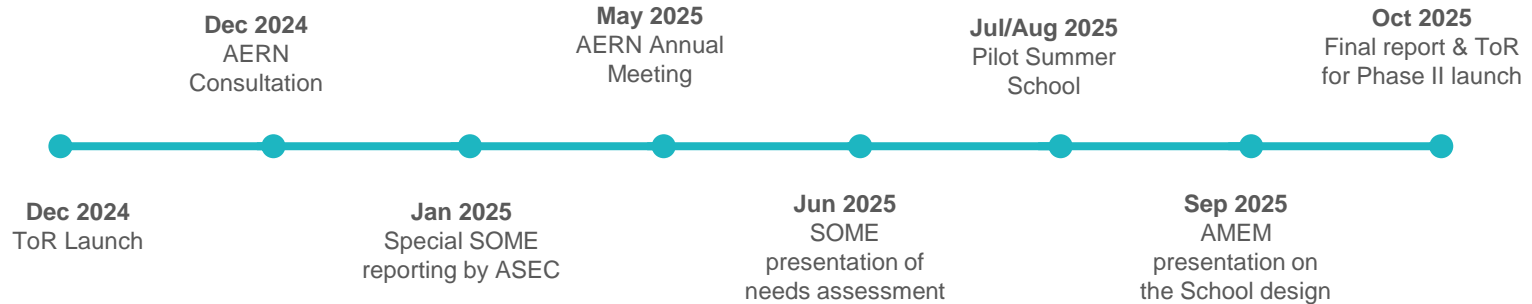 Dec 2024
ToR Launch
Dec 2024
AERN
Consultation
Jan 2025
Special SOME
reporting by ASEC
May 2025
AERN Annual
Meeting
Jun 2025
SOME
presentation of
needs assessment
Jul/Aug 2025
Pilot Summer
School
Sep 2025
AMEM
presentation on
the School design
Oct 2025
Final report & ToR
for Phase II launch